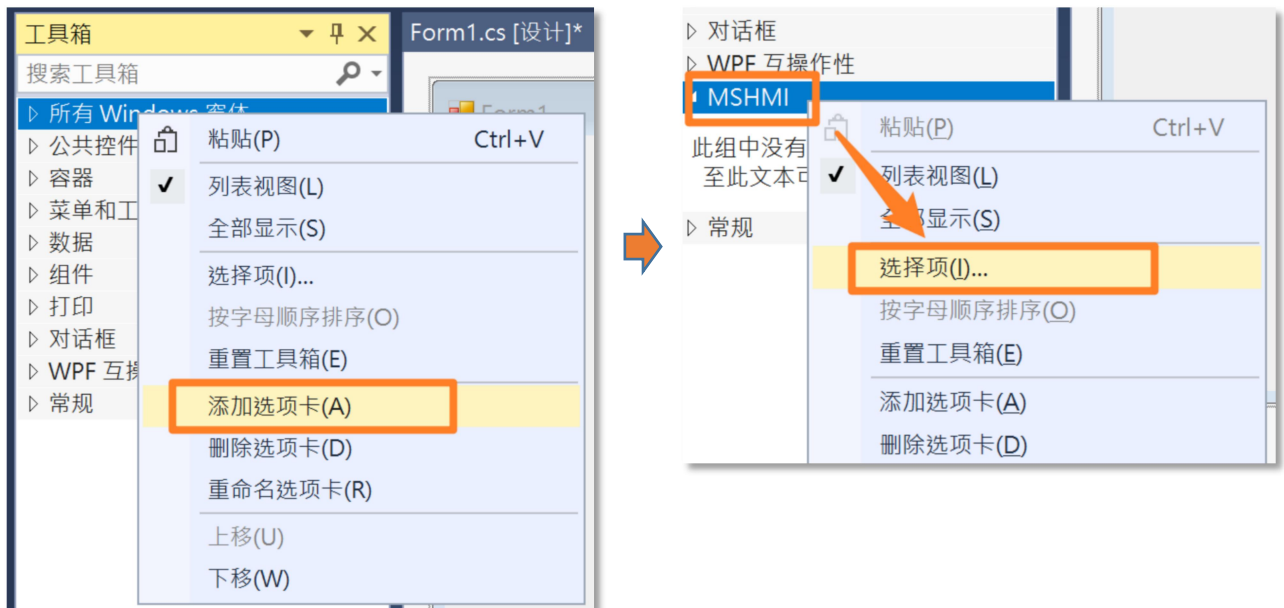 工具箱
搜索工具箱
所有 Windows 窗体
公共控件
容器
菜单和工
数据
组件
打印
对话框
WPF 互操
常规
Form1.cs [设计]*
Form1
粘贴(P) Ctrl+V
列表视图(L)
全部显示(S)
选择项(I)...
按字母顺序排序(O)
重置工具箱(E)
添加选项卡(A)
删除选项卡(D)
重命名选项卡(R)
上移(U)
下移(W)
对话框
WPF 互操作性
MSHMI
此组中没有
至此文本
常规
粘贴(P) Ctrl+V
列表视图(L)
全部显示(S)
选择项(I)...
按字母顺序排序(O)
重置工具箱(E)
添加选项卡(A)
删除选项卡(D)